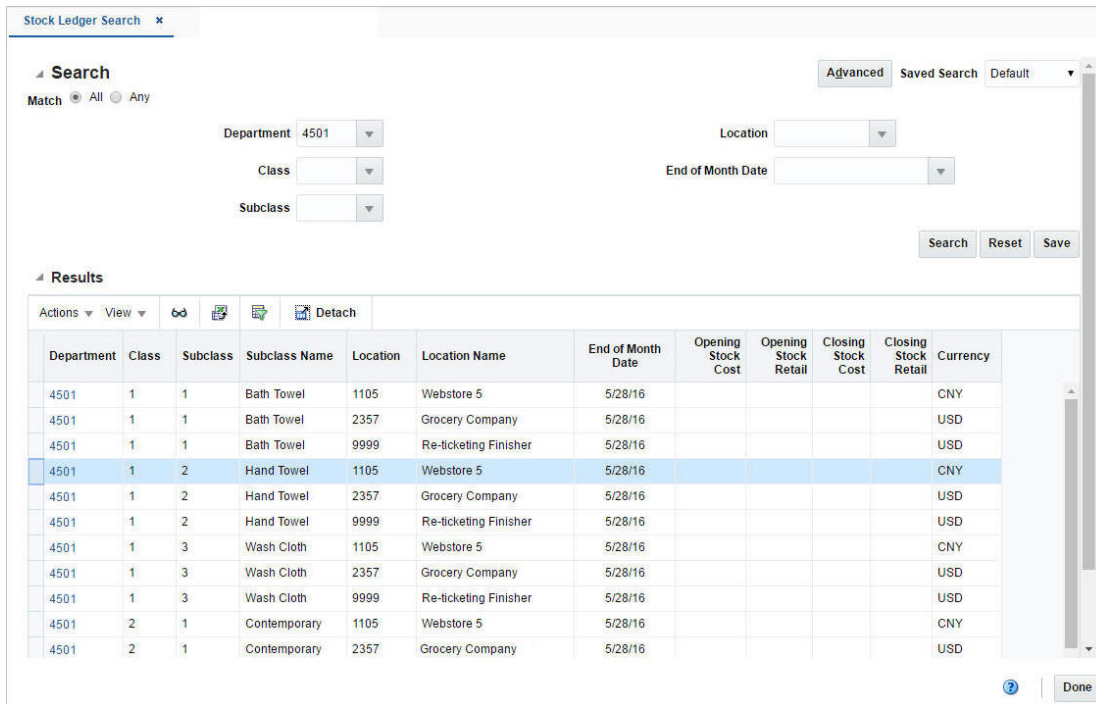 Stock Ledger Search ×
Search
Advanced Saved Search Default
Match All Any
Department 4501 Location
Class End of Month Date
Subclass
Search Reset Save
Results
Actions View Detach
Department Class Subclass Subclass Name Location Location Name End of Month Date Opening Stock Cost Opening Stock Retail Closing Stock Cost Closing Stock Retail Currency
4501 1 1 Bath Towel 1105 Webstore 5 5/28/16 CNY
4501 1 1 Bath Towel 2357 Grocery Company 5/28/16 USD
4501 1 1 Bath Towel 9999 Re-ticketing Finisher 5/28/16 USD
4501 1 2 Hand Towel 1105 Webstore 5 5/28/16 CNY
4501 1 2 Hand Towel 2357 Grocery Company 5/28/16 USD
4501 1 2 Hand Towel 9999 Re-ticketing Finisher 5/28/16 USD
4501 1 3 Wash Cloth 1105 Webstore 5 5/28/16 CNY
4501 1 3 Wash Cloth 2357 Grocery Company 5/28/16 USD
4501 1 3 Wash Cloth 9999 Re-ticketing Finisher 5/28/16 USD
4501 2 1 Contemporary 1105 Webstore 5 5/28/16 CNY
4501 2 1 Contemporary 2357 Grocery Company 5/28/16 USD
? Done